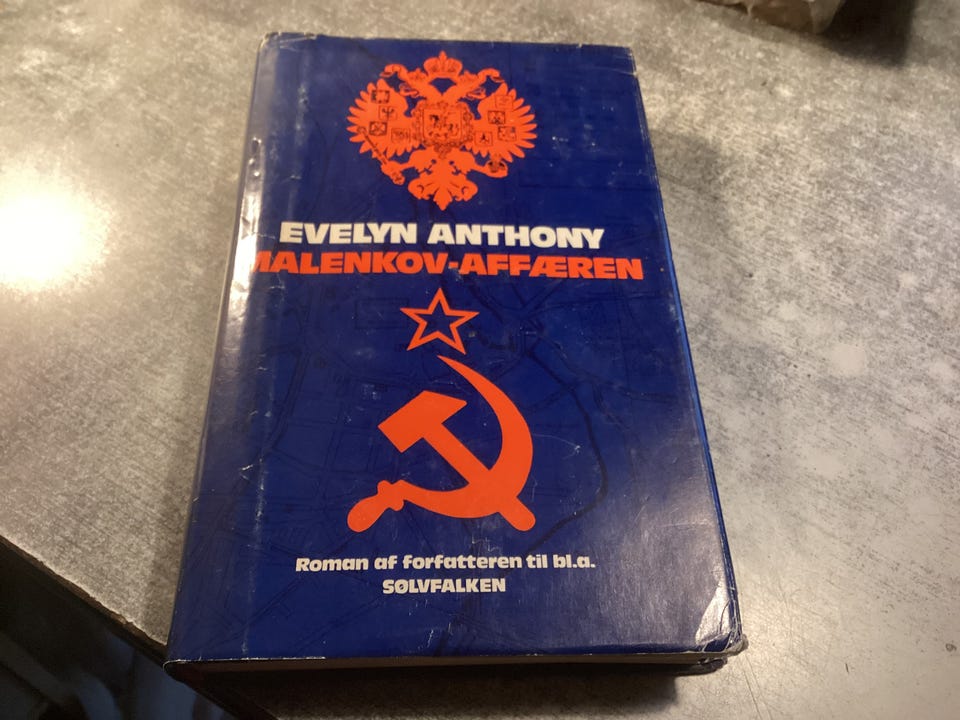 EVELYN ANTHONY
MALENKOV-AFFÆREN
Roman af forfatteren til bl.a.
SØLVFALKEN